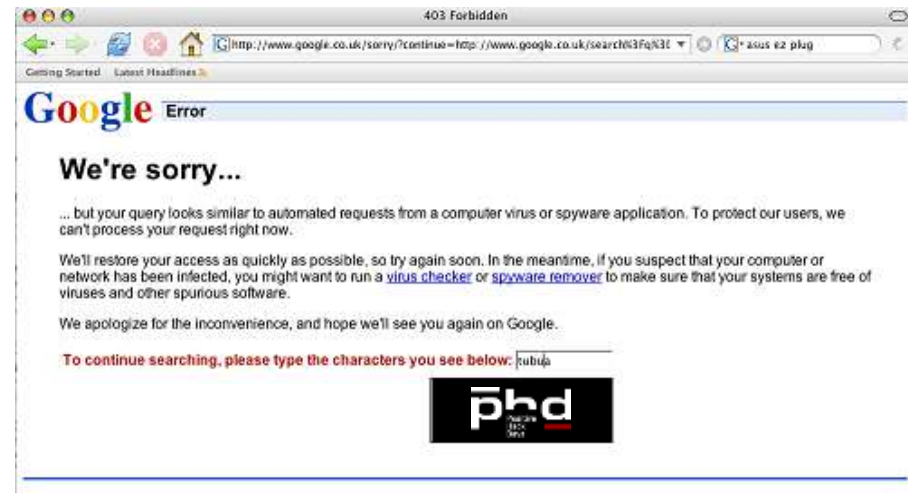 403 Forbidden
http://www.google.co.uk/sorry/?continue=http://www.google.co.uk/search%3Fq%3E
asus ez plug
Getting Started Latest Headlines
Google Error
We're sorry...
... but your query looks similar to automated requests from a computer virus or spyware application. To protect our users, we
can't process your request right now.
We'll restore your access as quickly as possible, so try again soon. In the meantime, if you suspect that your computer or
network has been infected, you might want to run a virus checker or spyware remover to make sure that your systems are free of
viruses and other spurious software.
We apologize for the inconvenience, and hope we'll see you again on Google.
To continue searching, please type the characters you see below: tubua
phd
Positive
Hack
Days